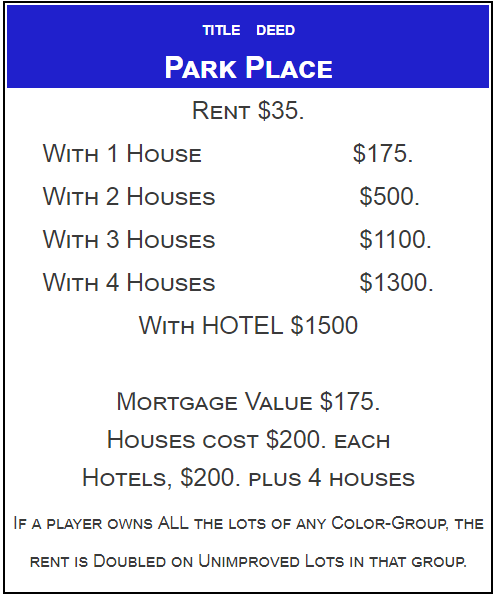 TITLE DEED
PARK PLACE
RENT $35.
WITH 1 HOUSE $175.
WITH 2 HOUSES $500.
WITH 3 HOUSES $1100.
WITH 4 HOUSES $1300.
WITH HOTEL $1500
MORTGAGE VALUE $175.
HOUSES COST $200. EACH
HOTELS, $200. PLUS 4 HOUSES
IF A PLAYER OWNS ALL THE LOTS OF ANY COLOR-GROUP, THE
RENT IS DOUBLED ON UNIMPROVED LOTS IN THAT GROUP.